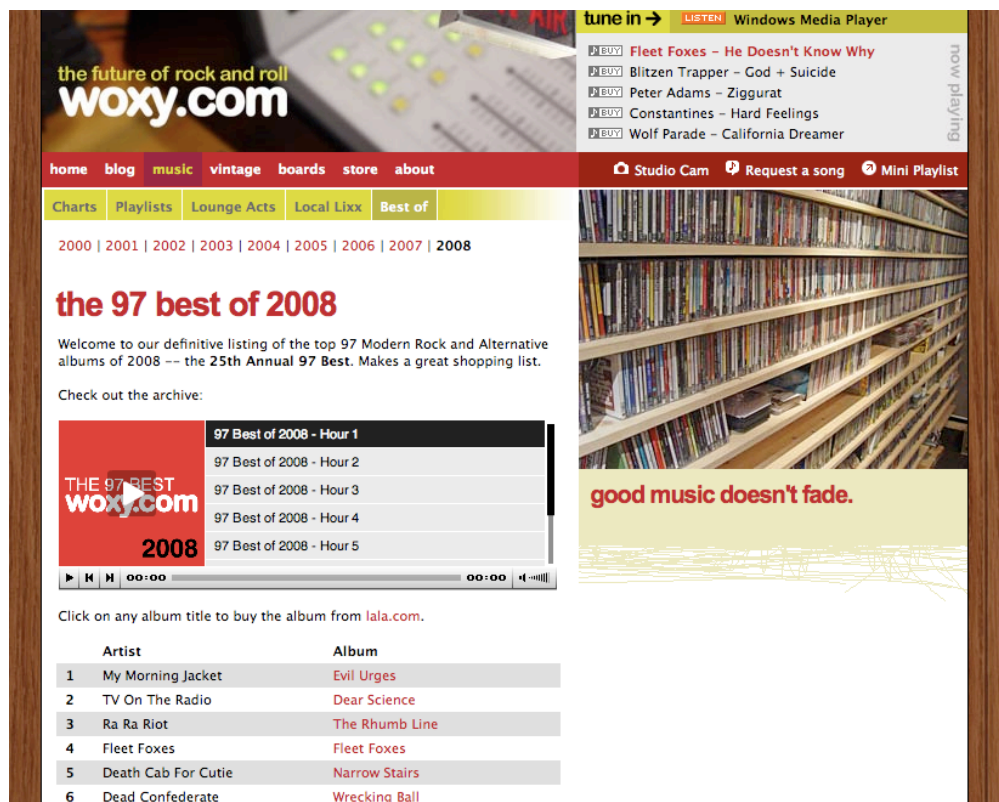 the future of rock and roll
woxy.com
tune in → LISTEN Windows Media Player
BUY Fleet Foxes – He Doesn't Know Why
BUY Blitzen Trapper – God + Suicide
BUY Peter Adams – Ziggurat
BUY Constantines – Hard Feelings
BUY Wolf Parade – California Dreamer
now playing
home blog music vintage boards store about
Studio Cam Request a song Mini Playlist
Charts Playlists Lounge Acts Local Lixx Best of
2000 | 2001 | 2002 | 2003 | 2004 | 2005 | 2006 | 2007 | 2008
the 97 best of 2008
Welcome to our definitive listing of the top 97 Modern Rock and Alternative
albums of 2008 -- the 25th Annual 97 Best. Makes a great shopping list.
Check out the archive:
THE 97 BEST
woxy.com
2008
97 Best of 2008 - Hour 1
97 Best of 2008 - Hour 2
97 Best of 2008 - Hour 3
97 Best of 2008 - Hour 4
97 Best of 2008 - Hour 5
00:00 00:00
good music doesn't fade.
Click on any album title to buy the album from lala.com.
Artist Album
1 My Morning Jacket Evil Urges
2 TV On The Radio Dear Science
3 Ra Ra Riot The Rhumb Line
4 Fleet Foxes Fleet Foxes
5 Death Cab For Cutie Narrow Stairs
6 Dead Confederate Wrecking Ball